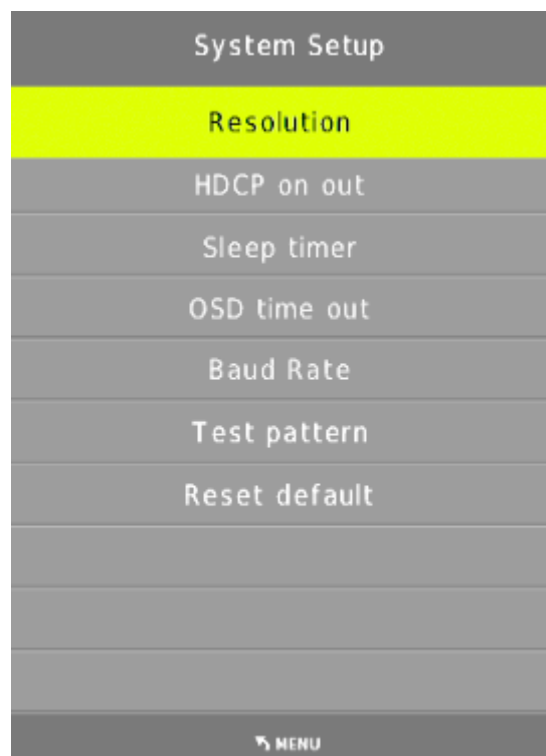 System Setup
Resolution
HDCP on out
Sleep timer
OSD time out
Baud Rate
Test pattern
Reset default
MENU